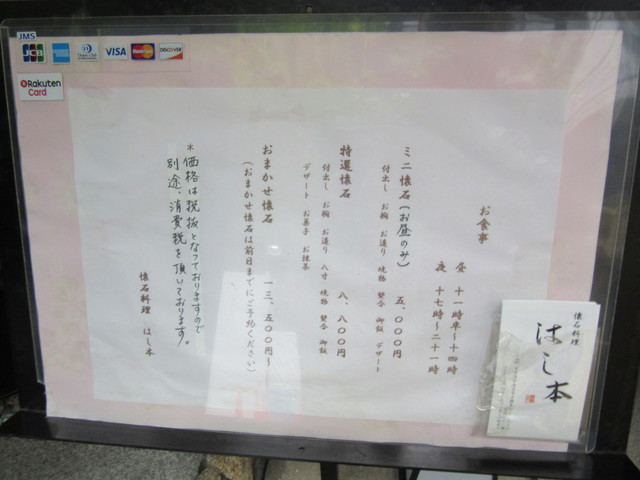 JMS
JCB
VISA
MasterCard
DISCOVER
Rakuten
Card
お食事
昼 十一時半〜十四時
夜 十七時〜二十一時
ミニ懐石(お昼のみ) 五、〇〇〇円
付出し お椀 お造り 焼物 炊合 御飯 デザート
特選懐石 八、八〇〇円
付出し お椀 お造り 八寸 焼物 炊合 御飯
デザート お菓子 お抹茶
おまかせ懐石 一三、五〇〇円〜
(おまかせ懐石は前日までにご予約ください)
*価格は税抜となっておりますので
別途、消費税を頂いております。
懐石料理 はし本
懐石料理
はし本